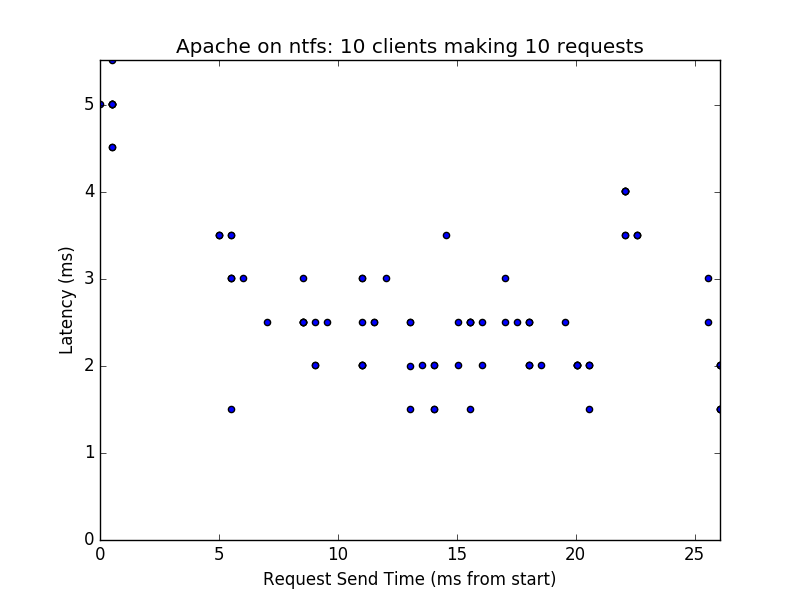 Apache on ntfs: 10 clients making 10 requests
5
4
3
2
1
0
Latency (ms)
0 5 10 15 20 25
Request Send Time (ms from start)